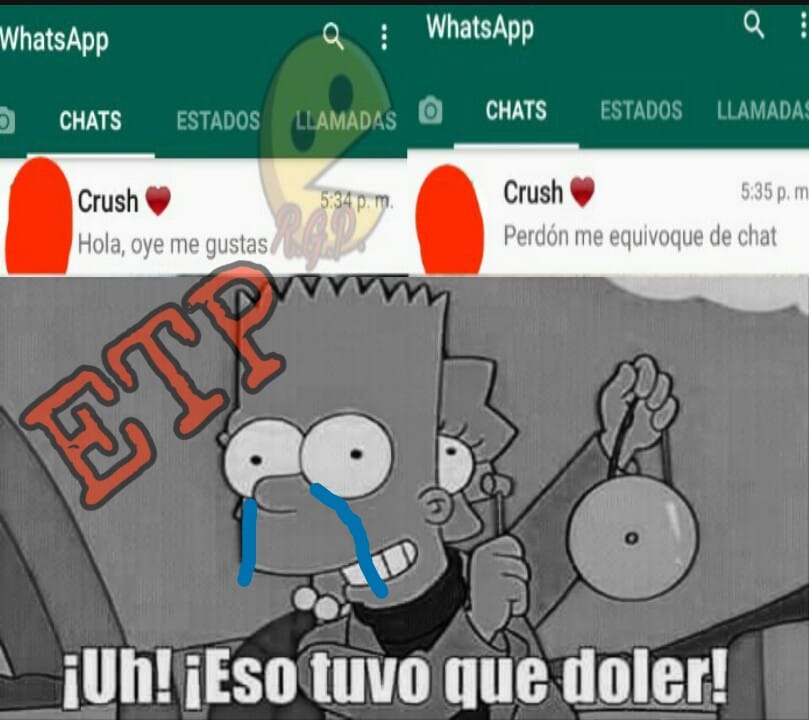 WhatsApp
CHATS ESTADOS LLAMADAS
Crush ❤ 5:34 p. m.
Hola, oye me gustas
R.G.P.
WhatsApp
CHATS ESTADOS LLAMADAS
Crush ❤ 5:35 p. m
Perdón me equivoque de chat
ETP
¡Uh! ¡Eso tuvo que doler!